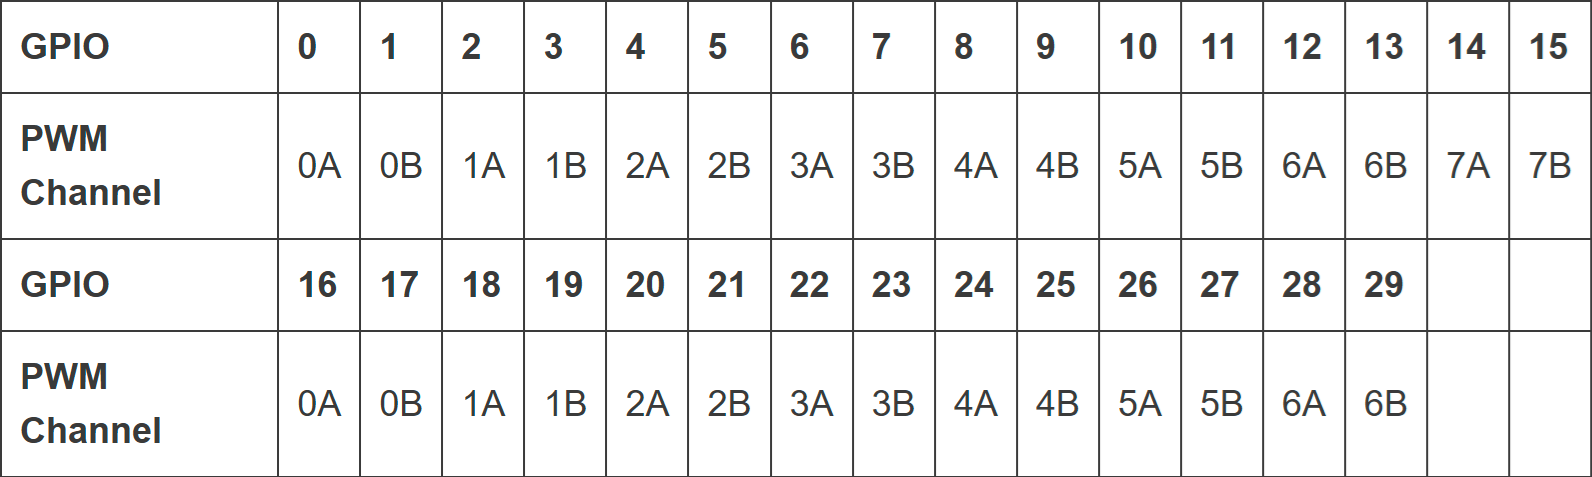 GPIO 0 1 2 3 4 5 6 7 8 9 10 11 12 13 14 15
PWM Channel 0A 0B 1A 1B 2A 2B 3A 3B 4A 4B 5A 5B 6A 6B 7A 7B
GPIO 16 17 18 19 20 21 22 23 24 25 26 27 28 29
PWM Channel 0A 0B 1A 1B 2A 2B 3A 3B 4A 4B 5A 5B 6A 6B